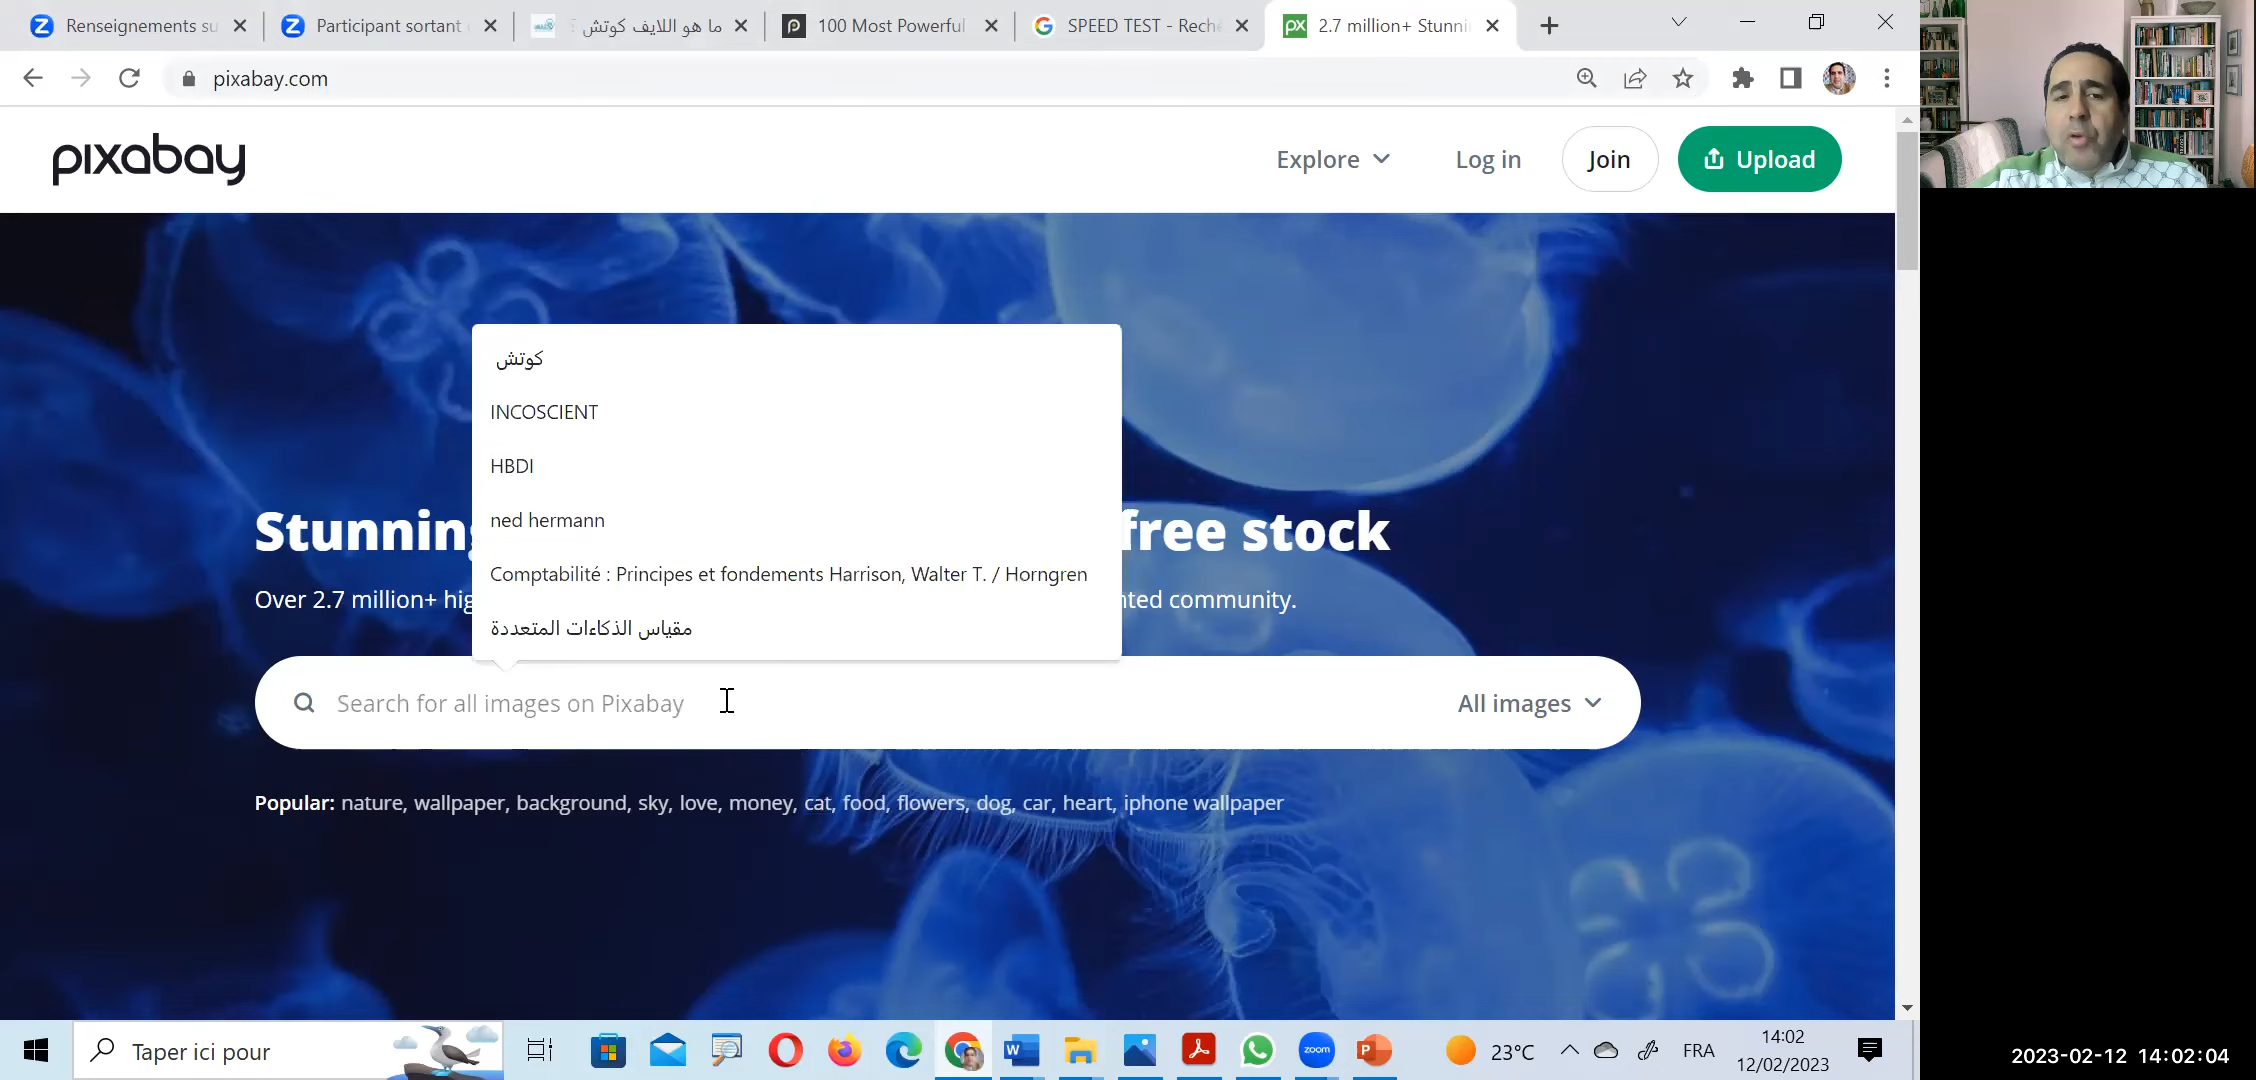 Renseignements su
Participant sortant
ما هو اللايف كوتش ؟
100 Most Powerful
SPEED TEST - Reche
2.7 million+ Stunni
pixabay.com
pixabay
Explore
Log in
Join
Upload
كوتش
INCOSCIENT
HBDI
ned hermann
Comptabilité : Principes et fondements Harrison, Walter T. / Horngren
مقياس الذكاءات المتعددة
Stunning free stock
Over 2.7 million+ hig nted community.
Search for all images on Pixabay
All images
Popular: nature, wallpaper, background, sky, love, money, cat, food, flowers, dog, car, heart, iphone wallpaper
Taper ici pour
zoom
23°C
FRA
14:02
12/02/2023
2023-02-12 14:02:04